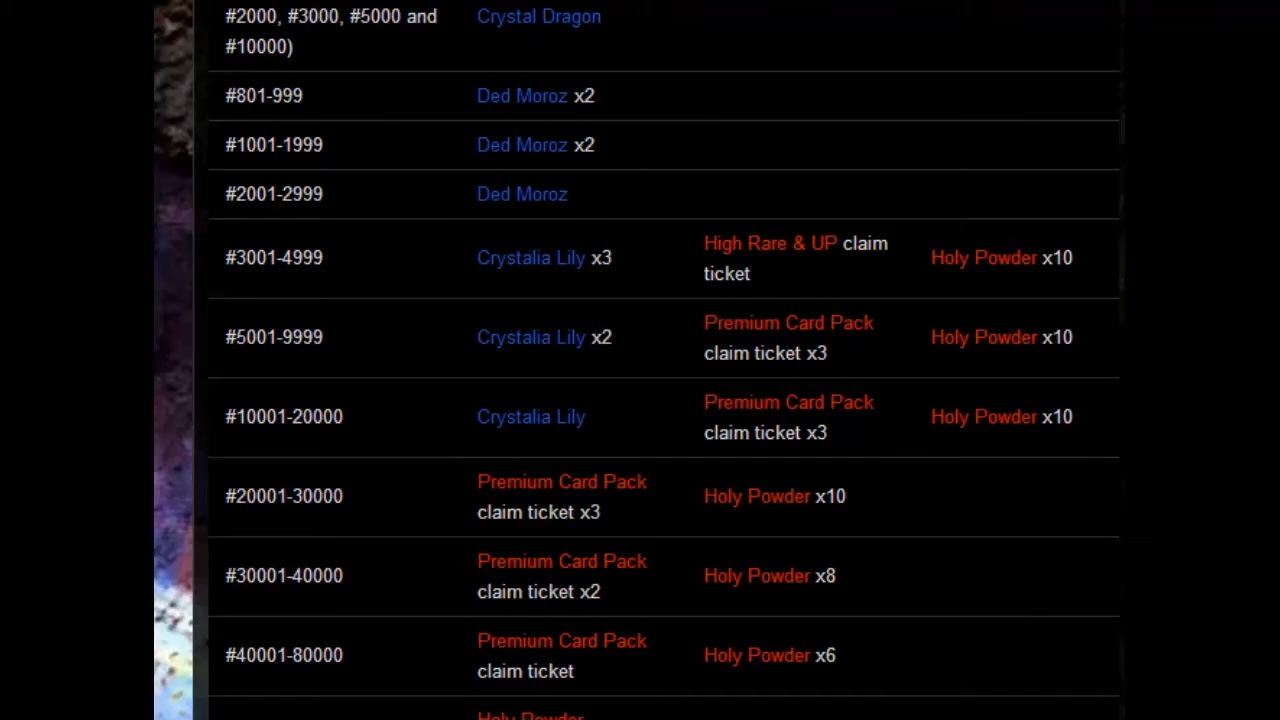 #2000, #3000, #5000 and Crystal Dragon
#10000)
#801-999 Ded Moroz x2
#1001-1999 Ded Moroz x2
#2001-2999 Ded Moroz
#3001-4999 Crystalia Lily x3 High Rare & UP claim ticket Holy Powder x10
#5001-9999 Crystalia Lily x2 Premium Card Pack claim ticket x3 Holy Powder x10
#10001-20000 Crystalia Lily Premium Card Pack claim ticket x3 Holy Powder x10
#20001-30000 Premium Card Pack claim ticket x3 Holy Powder x10
#30001-40000 Premium Card Pack claim ticket x2 Holy Powder x8
#40001-80000 Premium Card Pack claim ticket Holy Powder x6
Holy Powder